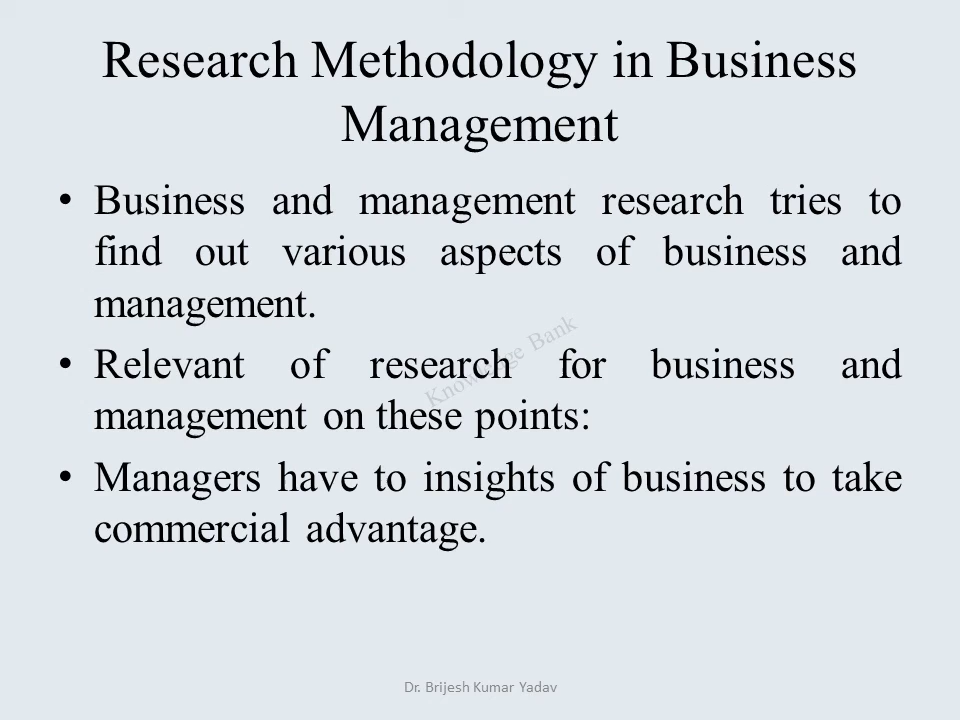 Research Methodology in Business
Management
• Business and management research tries to
find out various aspects of business and
management.
• Relevant of research for business and
management on these points:
• Managers have to insights of business to take
commercial advantage.
Knowledge Bank
Dr. Brijesh Kumar Yadav